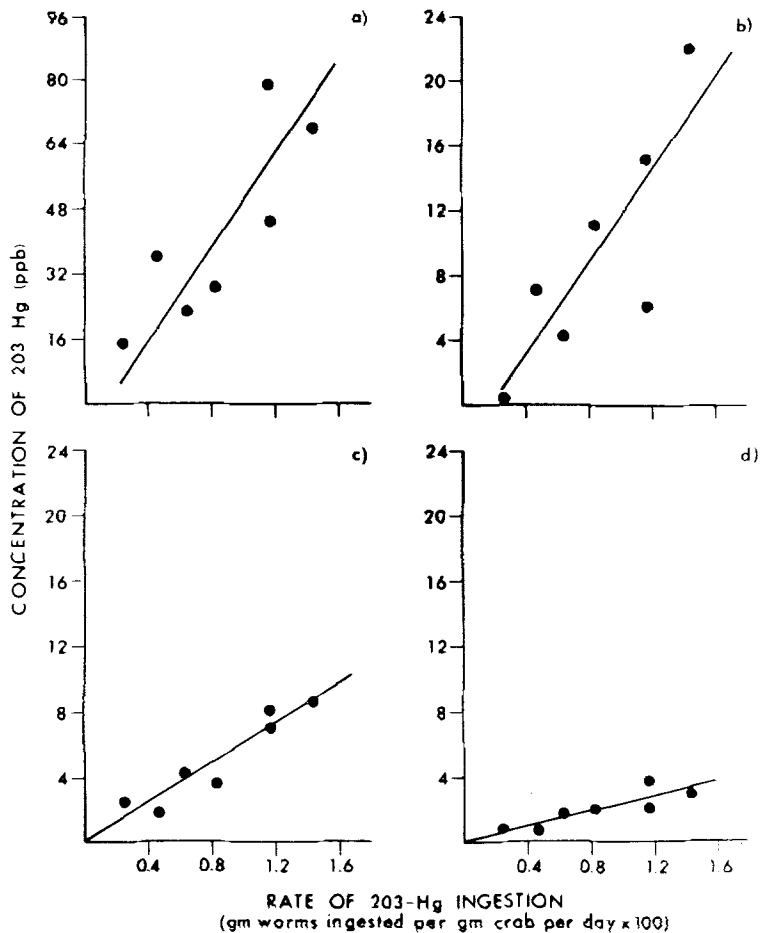 CONCENTRATION OF 203 Hg (ppb)
a)
96
80
64
48
32
16
b)
24
20
16
12
8
4
c)
24
20
16
12
8
4
0.4 0.8 1.2 1.6
d)
24
20
16
12
8
4
0.4 0.8 1.2 1.6
RATE OF 203-Hg INGESTION
(gm worms ingested per gm crab per day x 100)